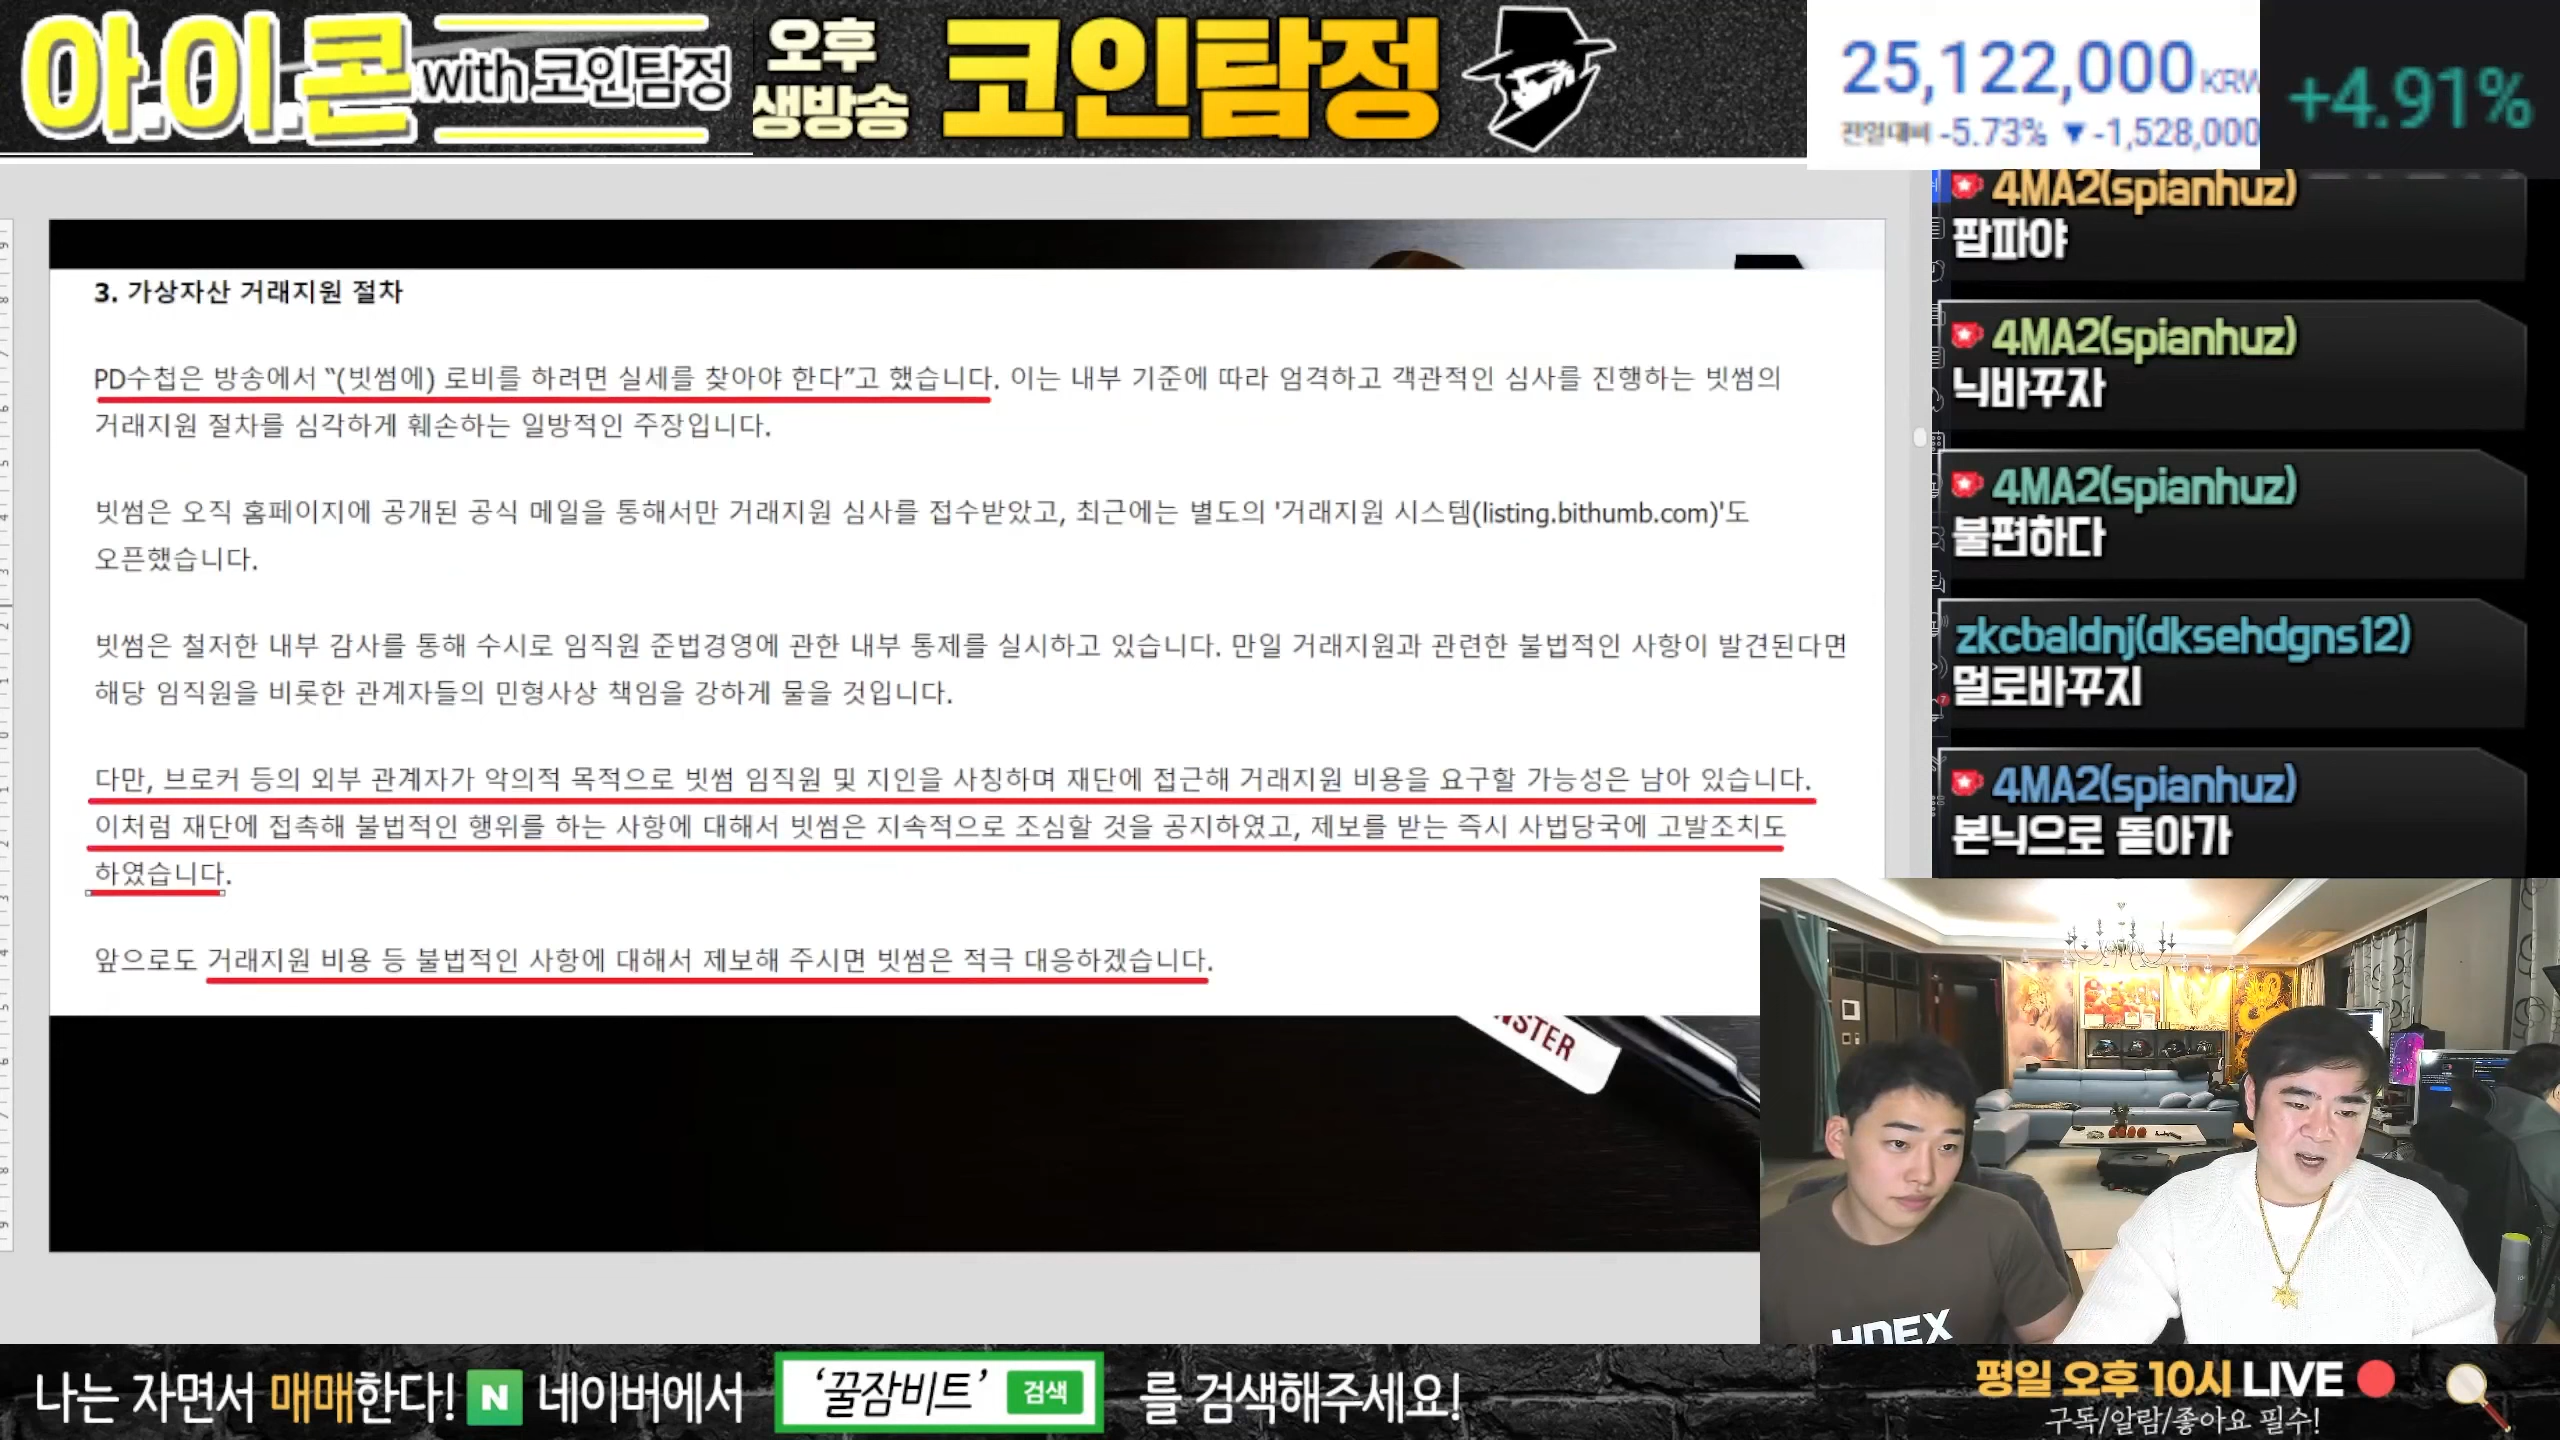 아이콘 with 코인탐정
오후
생방송
코인탐정
25,122,000 KRW
전일대비 -5.73% ▼ -1,528,000
+4.91%
3. 가상자산 거래지원 절차
PD수첩은 방송에서 “(빗썸에) 로비를 하려면 실세를 찾아야 한다”고 했습니다. 이는 내부 기준에 따라 엄격하고 객관적인 심사를 진행하는 빗썸의
거래지원 절차를 심각하게 훼손하는 일방적인 주장입니다.
빗썸은 오직 홈페이지에 공개된 공식 메일을 통해서만 거래지원 심사를 접수받았고, 최근에는 별도의 '거래지원 시스템(listing.bithumb.com)'도
오픈했습니다.
빗썸은 철저한 내부 감사를 통해 수시로 임직원 준법경영에 관한 내부 통제를 실시하고 있습니다. 만일 거래지원과 관련한 불법적인 사항이 발견된다면
해당 임직원을 비롯한 관계자들의 민형사상 책임을 강하게 물을 것입니다.
다만, 브로커 등의 외부 관계자가 악의적 목적으로 빗썸 임직원 및 지인을 사칭하며 재단에 접근해 거래지원 비용을 요구할 가능성은 남아 있습니다.
이처럼 재단에 접촉해 불법적인 행위를 하는 사항에 대해서 빗썸은 지속적으로 조심할 것을 공지하였고, 제보를 받는 즉시 사법당국에 고발조치도
하였습니다.
앞으로도 거래지원 비용 등 불법적인 사항에 대해서 제보해 주시면 빗썸은 적극 대응하겠습니다.
4MA2(spianhuz)
팝파야
4MA2(spianhuz)
닉바꾸자
4MA2(spianhuz)
불편하다
zkcbaldnj(dksehdgns12)
멀로바꾸지
4MA2(spianhuz)
본닉으로 돌아가
나는 자면서 매매한다! N 네이버에서 ‘꿀잠비트’ 검색 를 검색해주세요!
평일 오후 10시 LIVE
구독/알람/좋아요 필수!